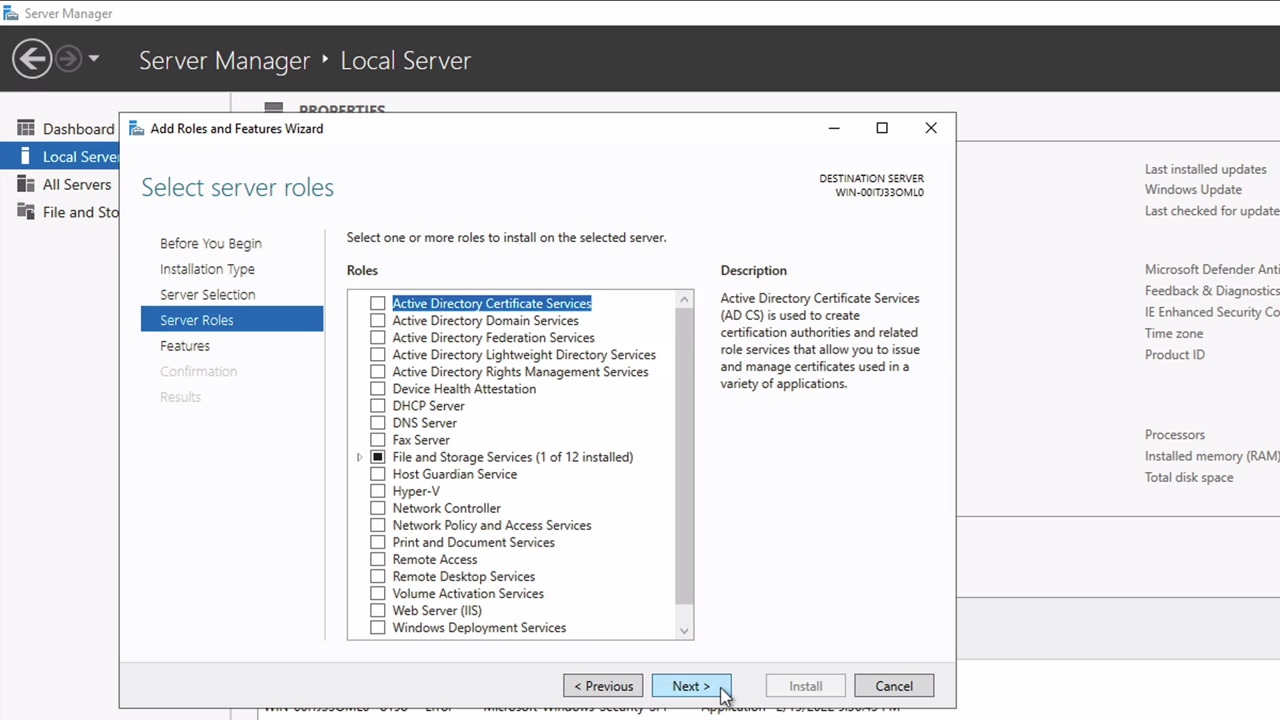 Server Manager
Server Manager Local Server
PROPERTIES
Dashboard
Local Server
All Servers
File and Sto
Add Roles and Features Wizard
Select server roles
DESTINATION SERVER
WIN-00ITJ33OML0
Before You Begin
Installation Type
Server Selection
Server Roles
Features
Confirmation
Results
Select one or more roles to install on the selected server.
Roles
Active Directory Certificate Services
Active Directory Domain Services
Active Directory Federation Services
Active Directory Lightweight Directory Services
Active Directory Rights Management Services
Device Health Attestation
DHCP Server
DNS Server
Fax Server
File and Storage Services (1 of 12 installed)
Host Guardian Service
Hyper-V
Network Controller
Network Policy and Access Services
Print and Document Services
Remote Access
Remote Desktop Services
Volume Activation Services
Web Server (IIS)
Windows Deployment Services
Description
Active Directory Certificate Services
(AD CS) is used to create
certification authorities and related
role services that allow you to issue
and manage certificates used in a
variety of applications.
< Previous
Next >
Install
Cancel
Last installed updates
Windows Update
Last checked for update
Microsoft Defender Anti
Feedback & Diagnostics
IE Enhanced Security Co
Time zone
Product ID
Processors
Installed memory (RAM)
Total disk space